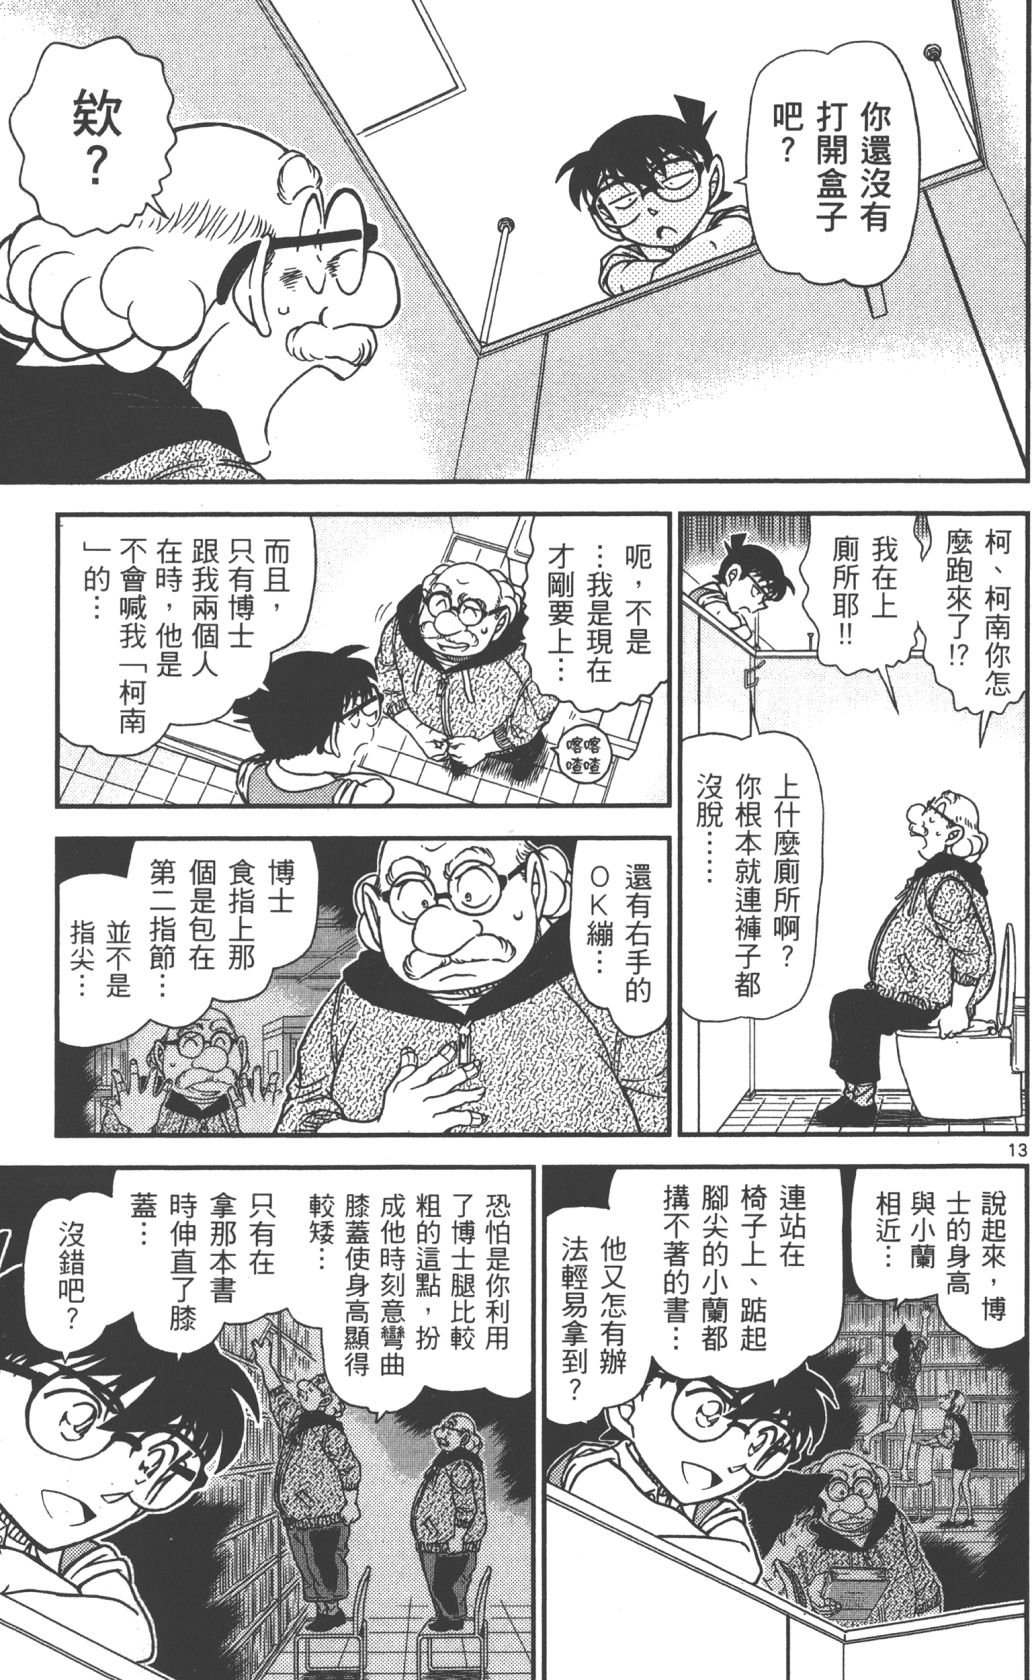 你還沒有
打開盒子
吧？
欸？
柯、柯南你怎
麼跑來了!?
我在上
廁所耶!!
上什麼廁所啊？
你根本就連褲子都
沒脫……
呃，不是
…我是現在
才剛要上…
喀喀
喳喳
而且，
只有博士
跟我兩個人
在時，他是
不會喊我「柯南
」的…
還有右手的
ＯＫ繃…
博士
食指上那
個是包在
第二指節…
並不是
指尖…
13
說起來，博
士的身高
與小蘭
相近…
連站在
椅子上、踮起
腳尖的小蘭都
搆不著的書…
他又怎有辦
法輕易拿到？
恐怕是你利用
了博士腿比較
粗的這點，扮
成他時刻意彎曲
膝蓋使身高顯得
較矮…
只有在
拿那本書
時伸直了膝
蓋…
沒錯吧？